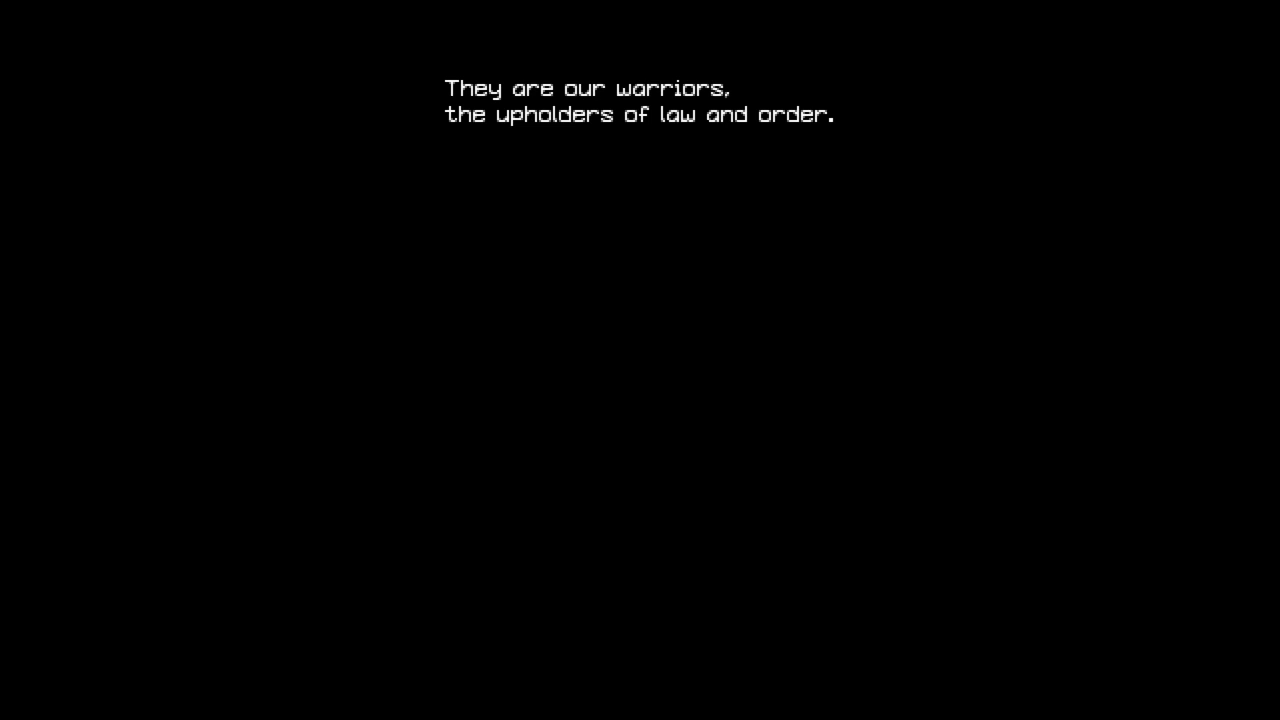 They are our warriors,
the upholders of law and order.